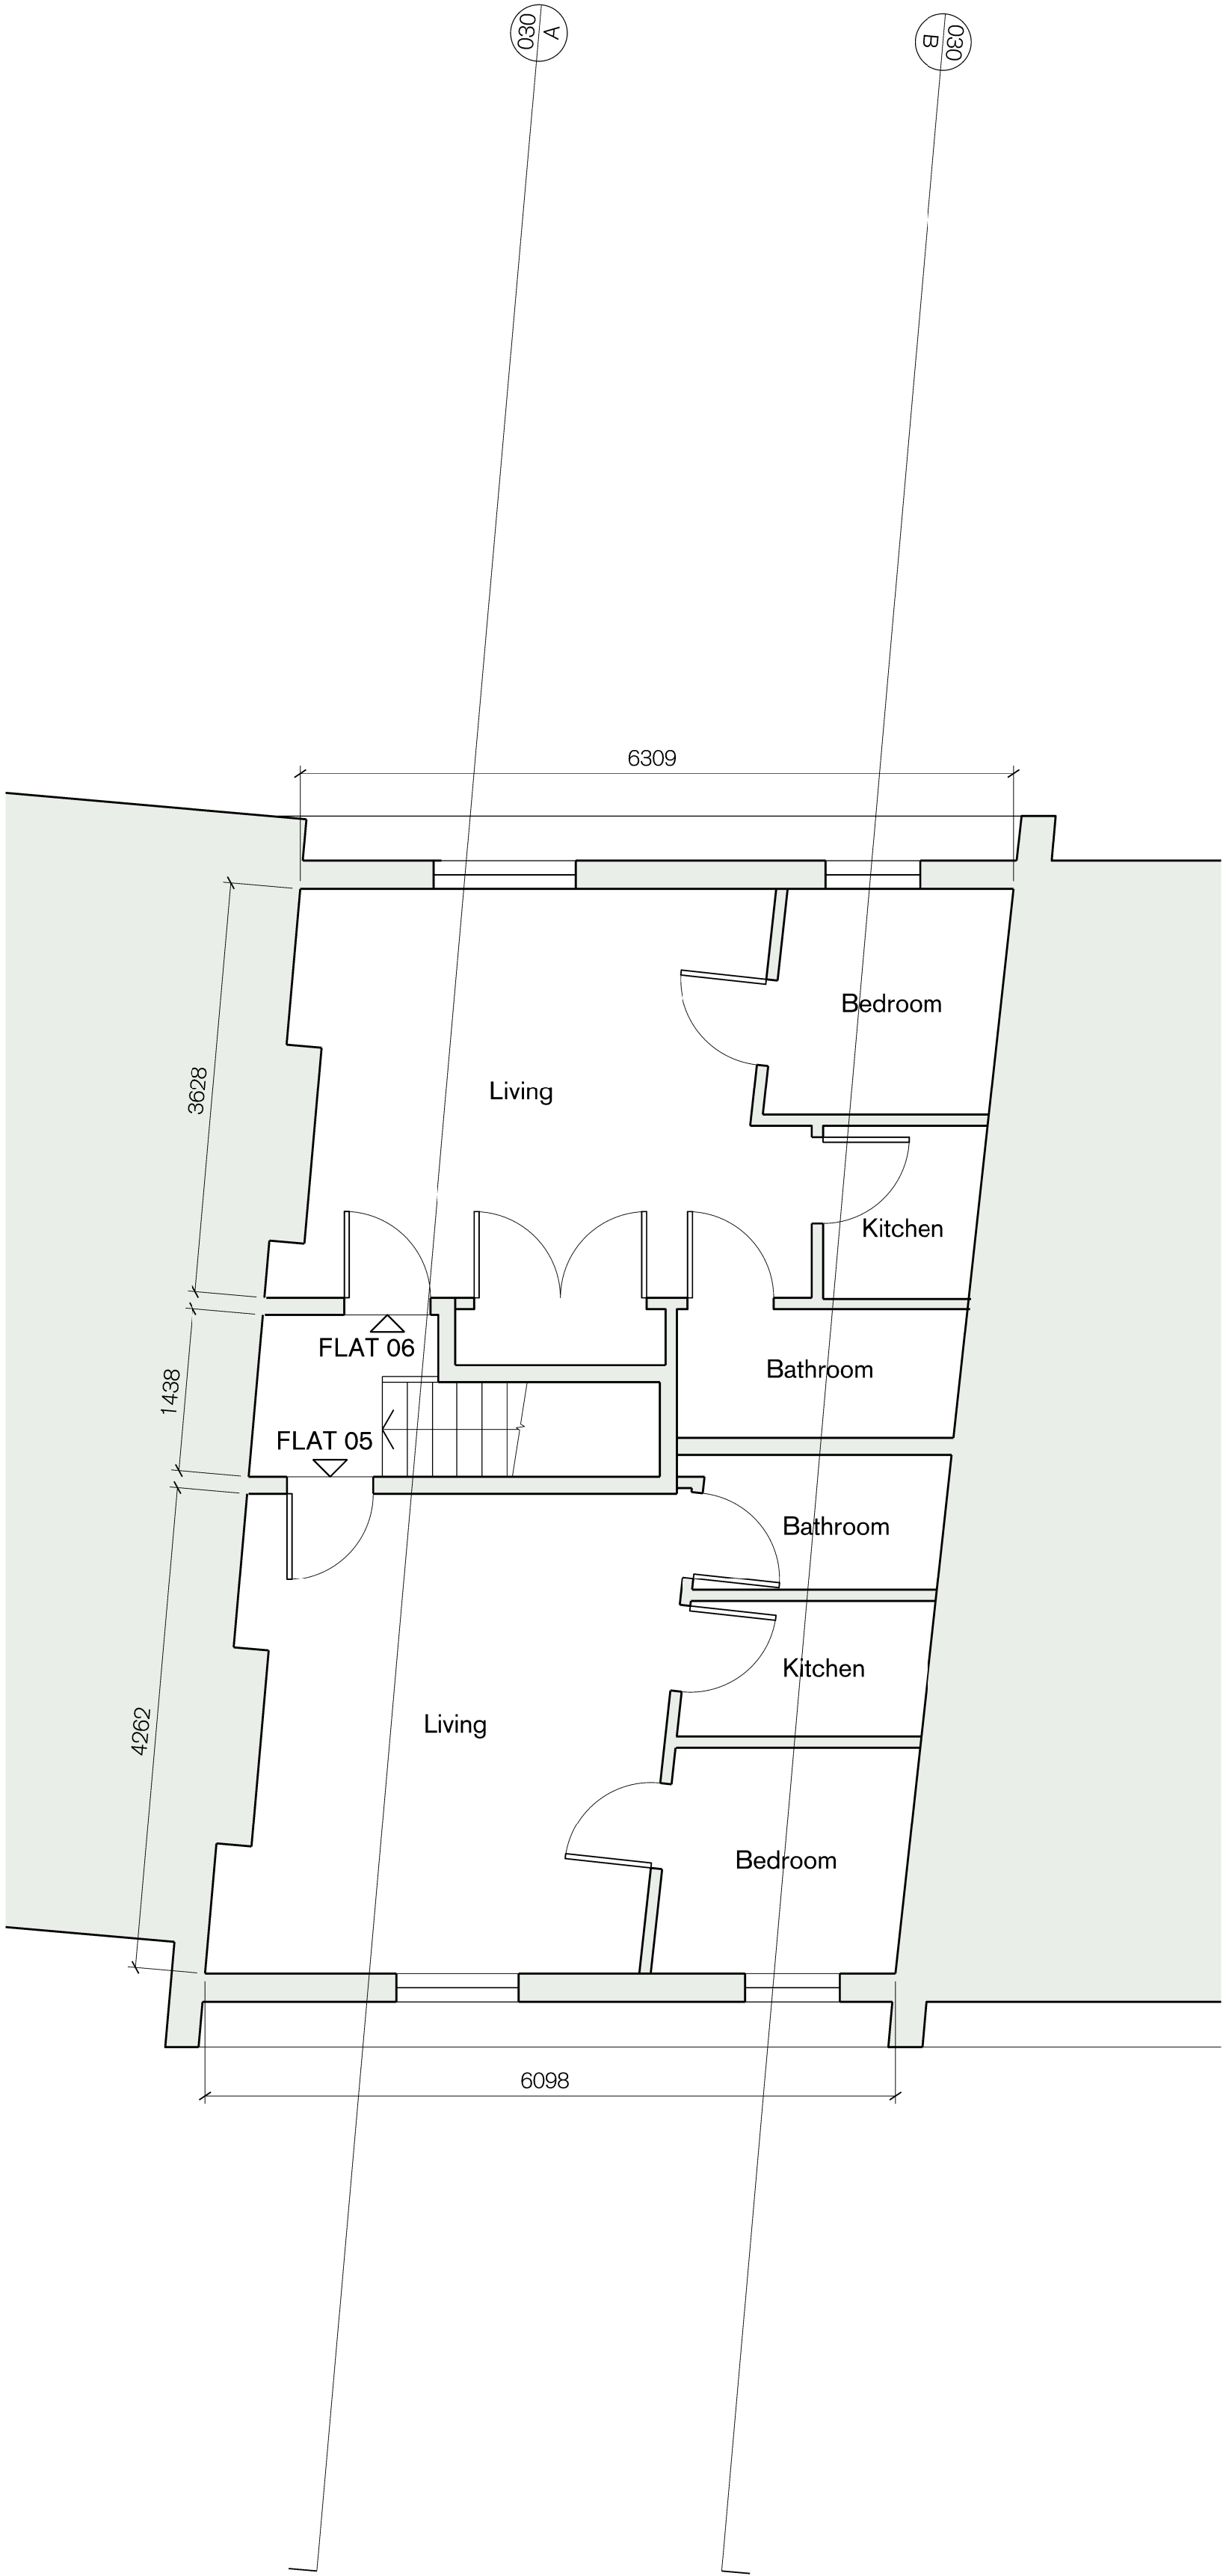 030
A
030
B
6309
Bedroom
3628
Living
Kitchen
FLAT 06
Bathroom
1438
FLAT 05
Bathroom
Kitchen
4262
Living
Bedroom
6098